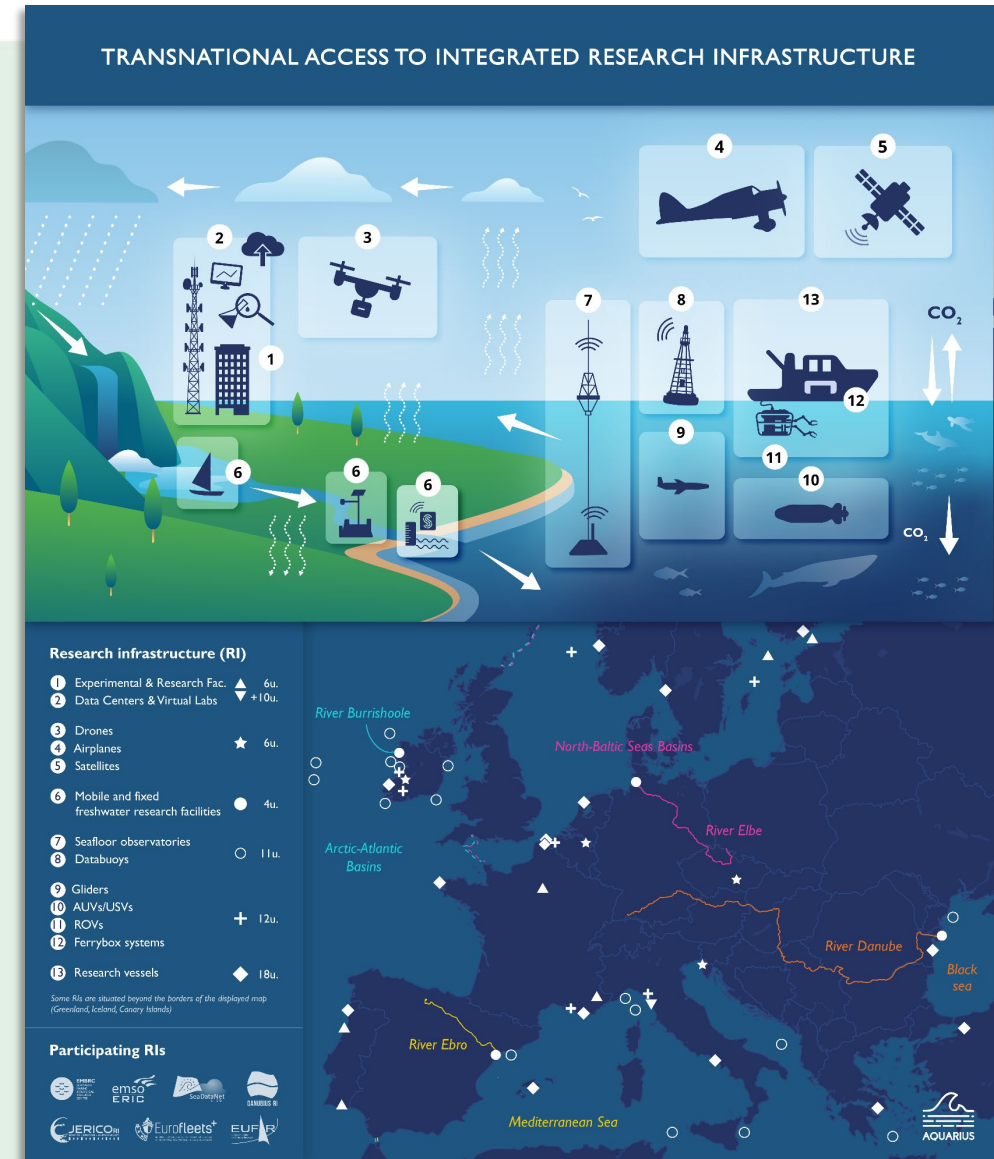 TRANSNATIONAL ACCESS TO INTEGRATED RESEARCH INFRASTRUCTURE
4
5
2
3
1
7
8
13
CO2
12
11
9
10
6
6
6
CO2
Research infrastructure (RI)
1 Experimental & Research Fac. 6u.
2 Data Centers & Virtual Labs +10u.
3 Drones
4 Airplanes 6u.
5 Satellites
6 Mobile and fixed
freshwater research facilities 4u.
7 Seafloor observatories
8 Databuoys 11u.
9 Gliders
10 AUVs/USVs
11 ROVs 12u.
12 Ferrybox systems
13 Research vessels 18u.
Some RIs are situated beyond the borders of the displayed map
(Greenland, Iceland, Canary Islands)
Participating RIs
EMBRC
emso
ERIC
SeaDataNet
DANUBIUS RI
JERICO RI
Eurofleets+
EUFAR
River Burrishoole
North-Baltic Seas Basins
River Elbe
Arctic-Atlantic
Basins
River Danube
Black
sea
River Ebro
Mediterranean Sea
AQUARIUS